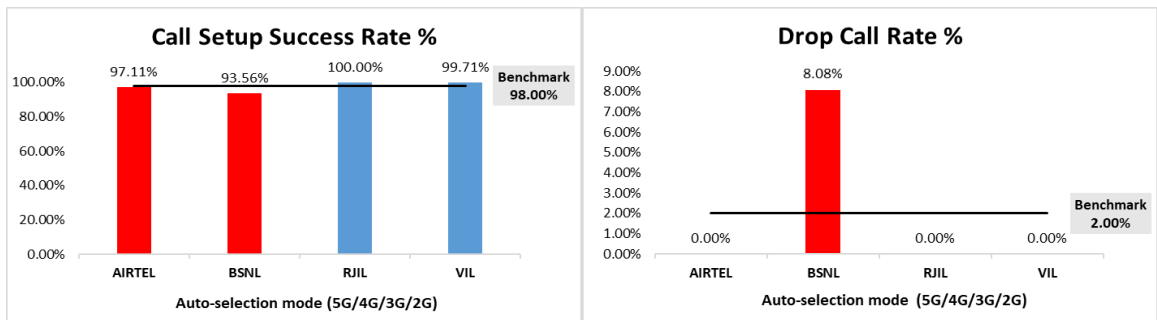 Call Setup Success Rate %
97.11%
93.56%
100.00%
99.71%
Benchmark
98.00%
100.00%
80.00%
60.00%
40.00%
20.00%
0.00%
AIRTEL
BSNL
RJIL
VIL
Auto-selection mode (5G/4G/3G/2G)
Drop Call Rate %
9.00%
8.00%
7.00%
6.00%
5.00%
4.00%
3.00%
2.00%
1.00%
0.00%
0.00%
8.08%
0.00%
0.00%
Benchmark
2.00%
AIRTEL
BSNL
RJIL
VIL
Auto-selection mode (5G/4G/3G/2G)